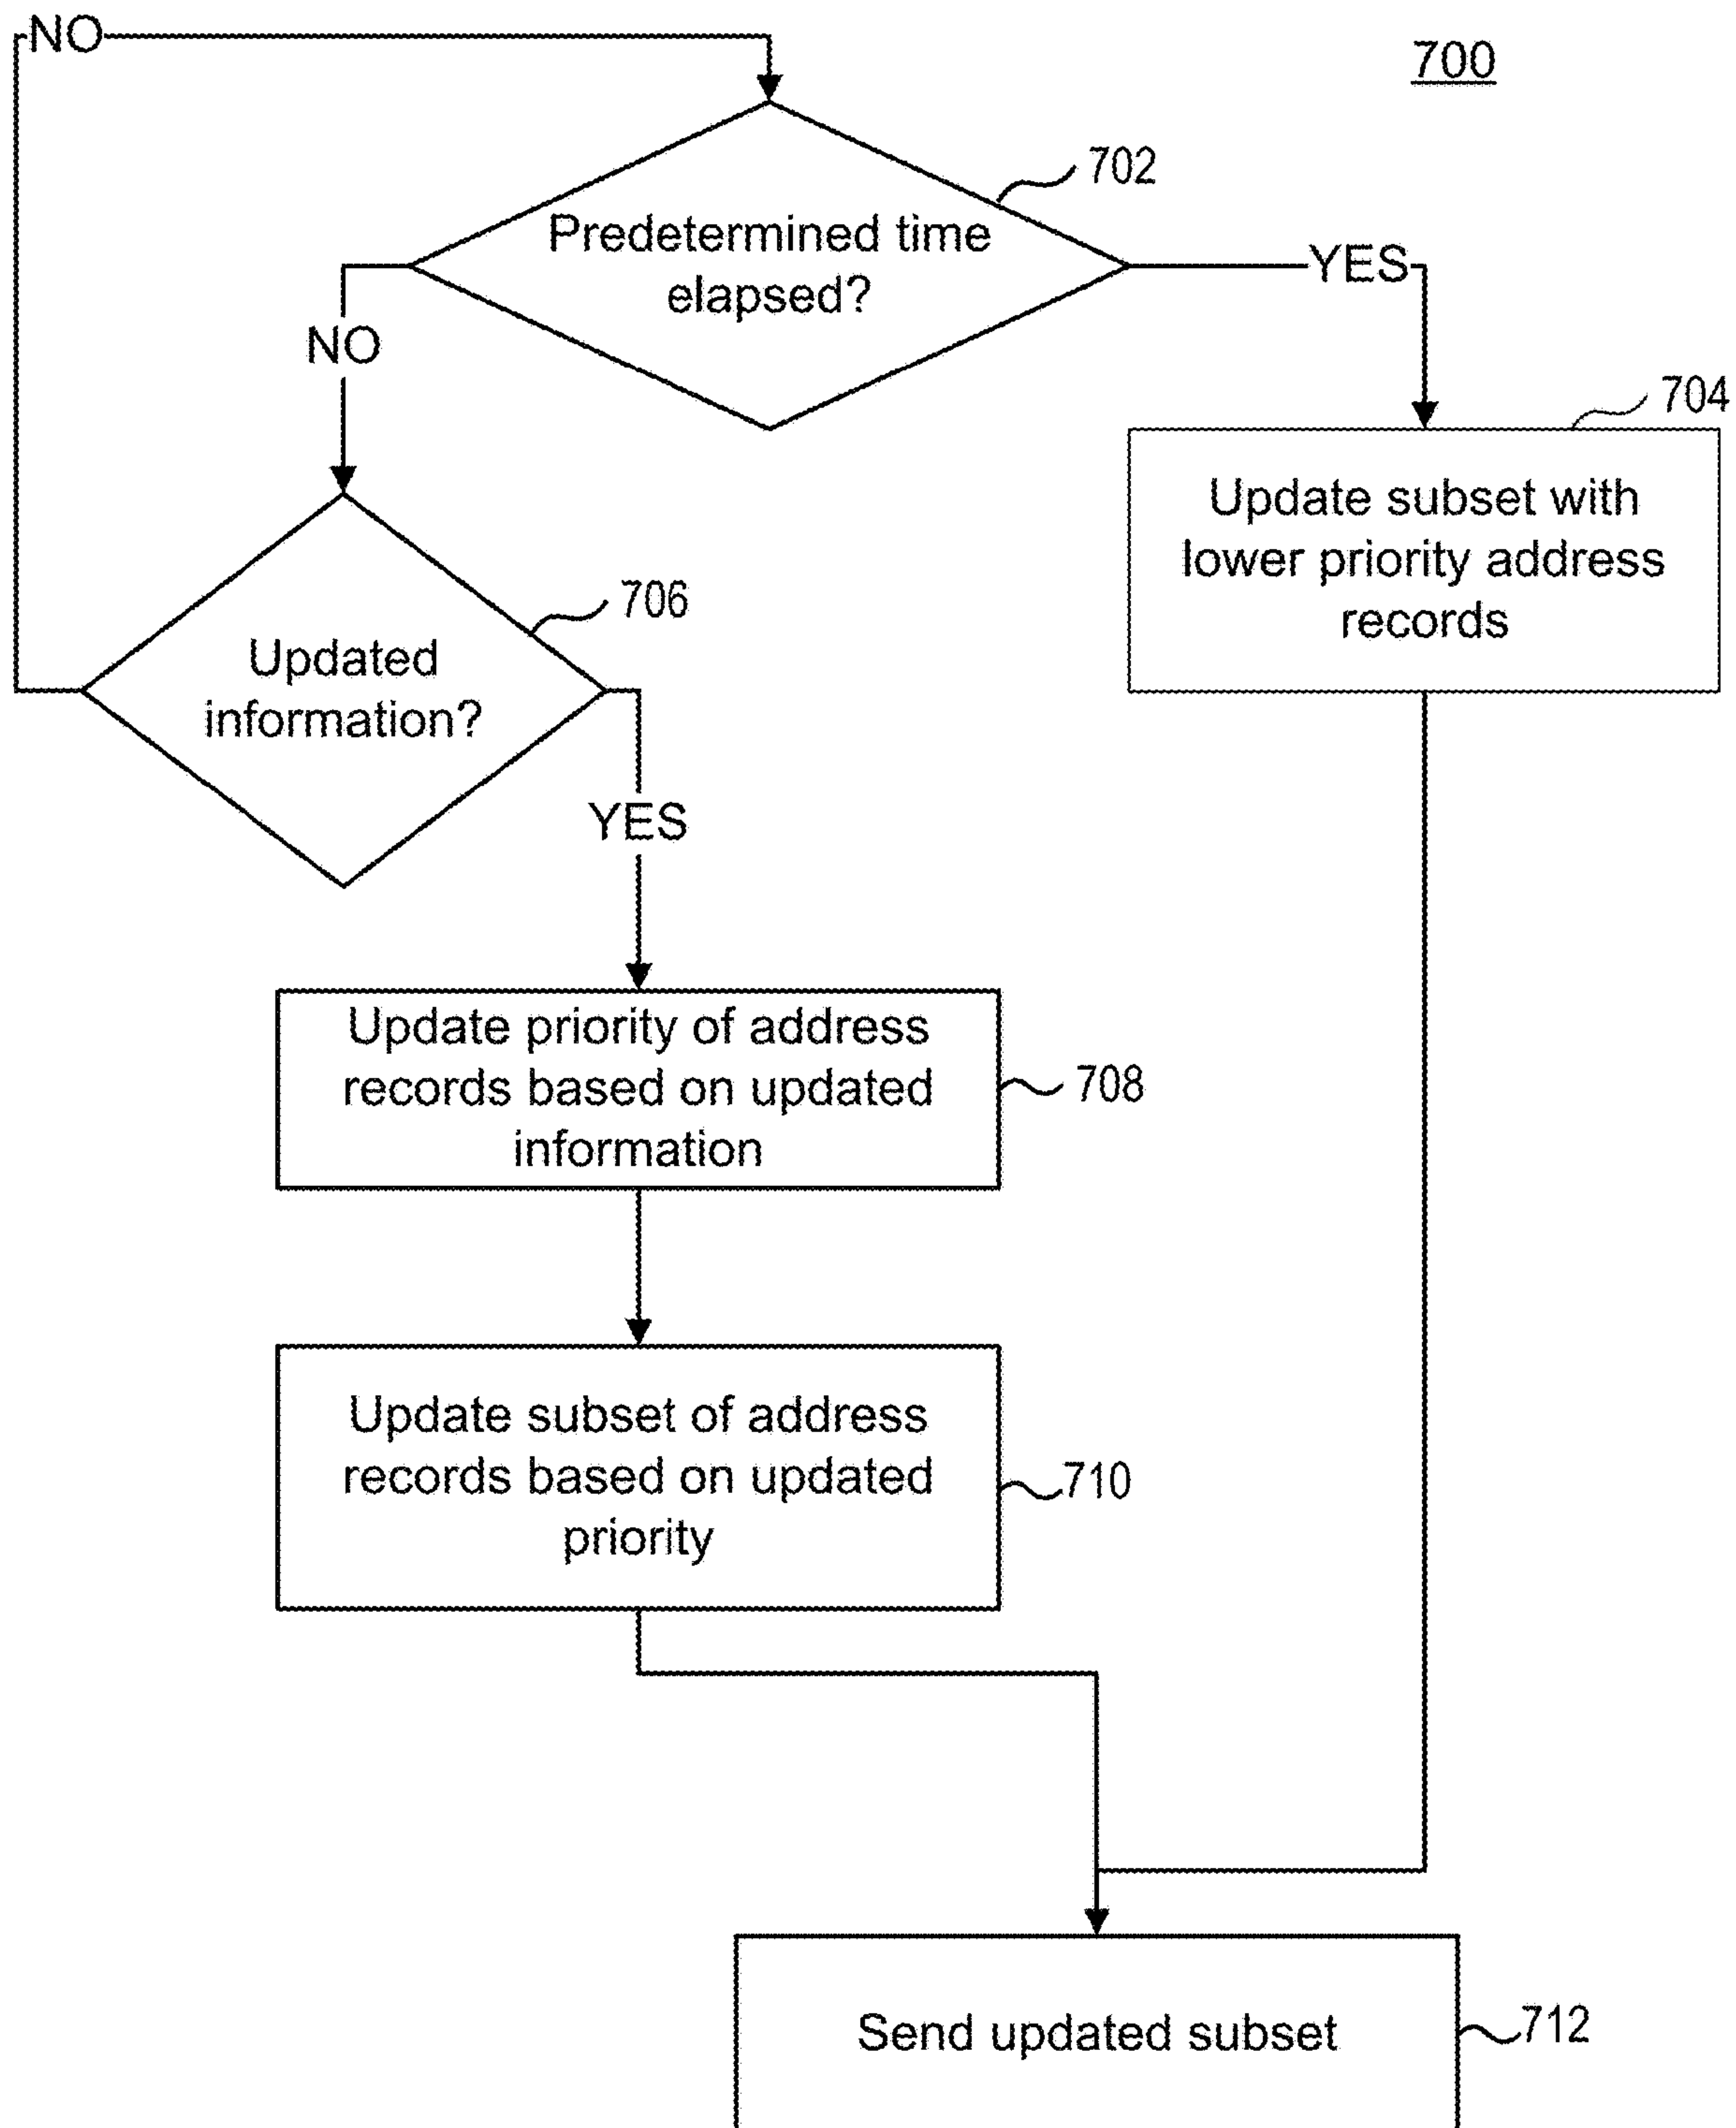 NO
700
702
Predetermined time
elapsed?
YES
NO
704
Update subset with
lower priority address
records
706
Updated
information?
YES
Update priority of address
records based on updated
information
708
Update subset of address
records based on updated
priority
710
Send updated subset
712